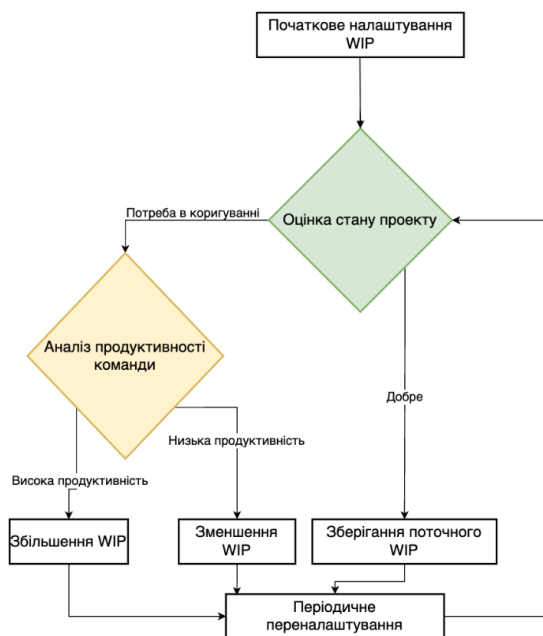 Початкове налаштування
WIP
Оцінка стану проекту
Потреба в коригуванні
Аналіз продуктивності
команди
Добре
Низька продуктивність
Висока продуктивність
Збільшення WIP
Зменшення
WIP
Зберігання поточного
WIP
Періодичне
переналаштування